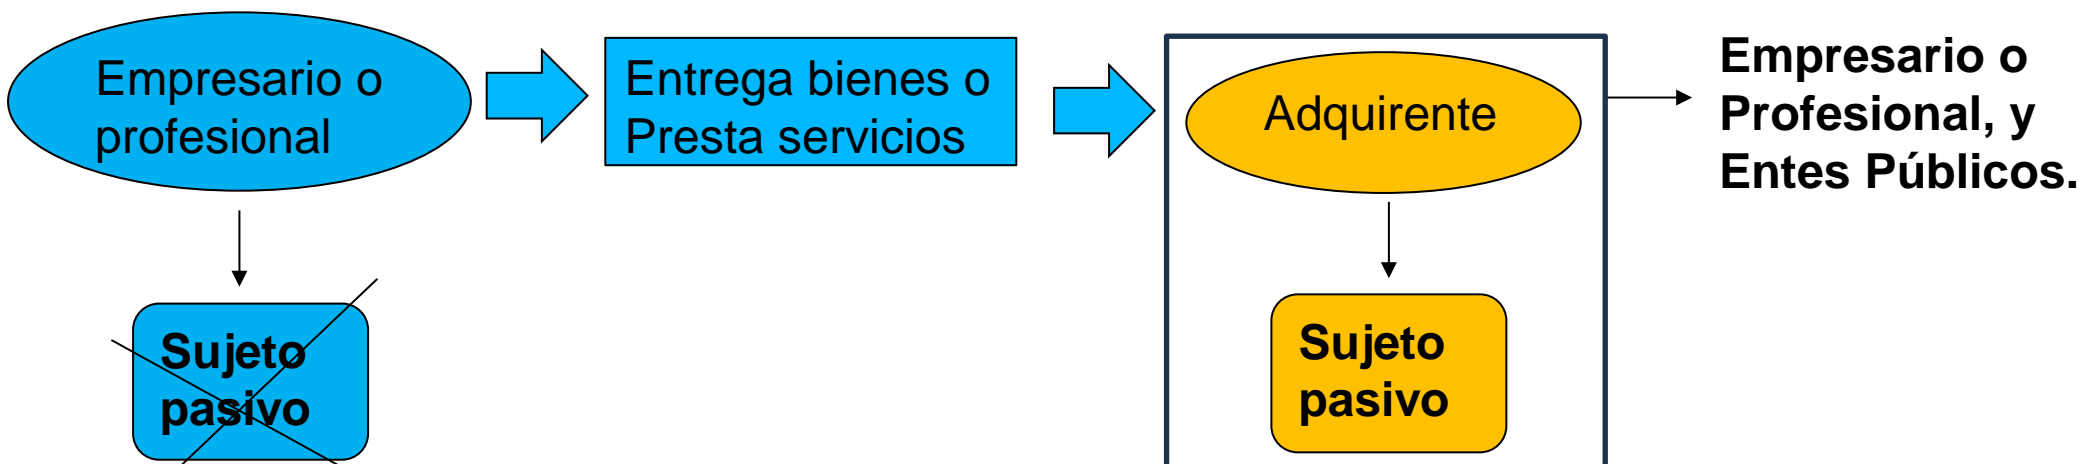 Empresario o
profesional
Entrega bienes o
Presta servicios
Adquirente
Empresario o
Profesional, y
Entes Públicos.
Sujeto
pasivo
Sujeto
pasivo